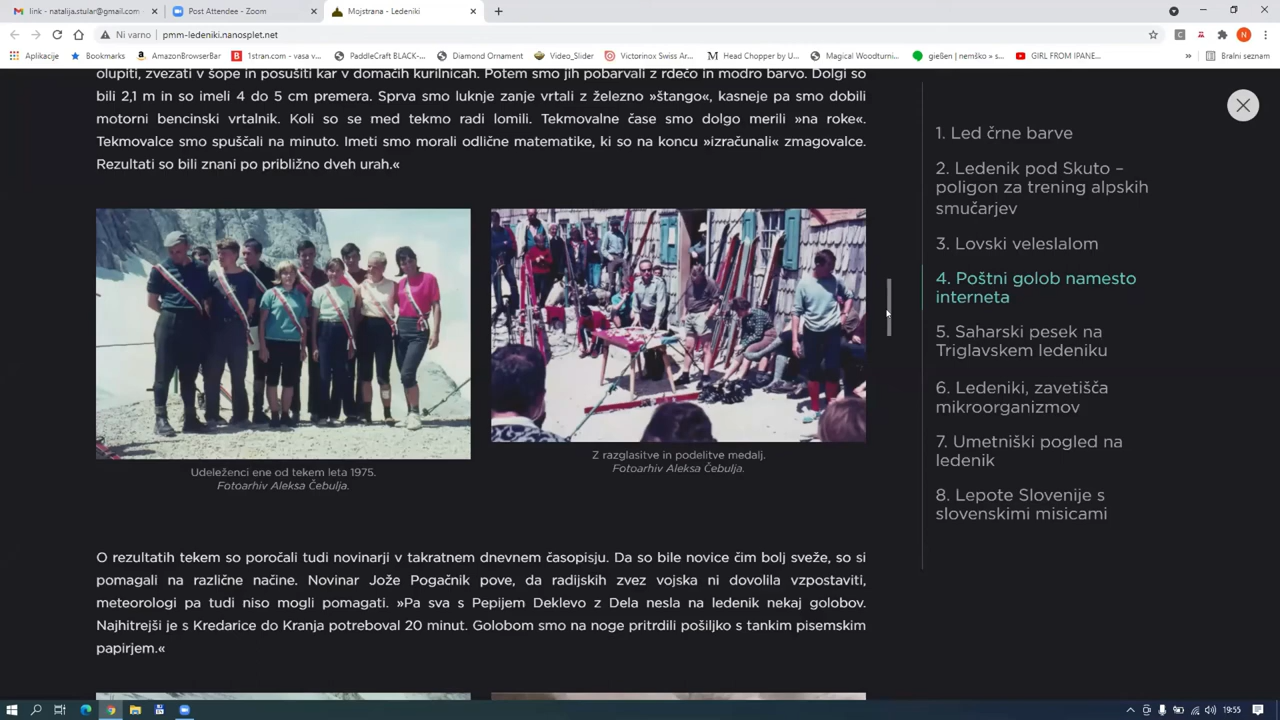 link - natalija.stular@gmail.com
Post Attendee - Zoom
Mojstrana - Ledeniki
Ni varno
pmm-ledeniki.nanosplet.net
Aplikacije
Bookmarks
AmazonBrowserBar
1stran.com - vasa v...
PaddleCraft BLACK-...
Diamond Ornament
Video_Slider
Victorinox Swiss Ar...
Head Chopper by U...
Magical Woodturni...
gießen | nemško » s...
GIRL FROM IPANE...
Bralni seznam
olupiti, zvezati v šope in posušiti kar v domačih kurilnicah. Potem smo jih pobarvali z rdečo in modro barvo. Dolgi so
bili 2,1 m in so imeli 4 do 5 cm premera. Sprva smo luknje zanje vrtali z železno »štango«, kasneje pa smo dobili
motorni bencinski vrtalnik. Koli so se med tekmo radi lomili. Tekmovalne čase smo dolgo merili »na roke«.
Tekmovalce smo spuščali na minuto. Imeti smo morali odlične matematike, ki so na koncu »izračunali« zmagovalce.
Rezultati so bili znani po približno dveh urah.«
Udeleženci ene od tekem leta 1975.
Fotoarhiv Aleksa Čebulja.
Z razglasitve in podelitve medalj.
Fotoarhiv Aleksa Čebulja.
O rezultatih tekem so poročali tudi novinarji v takratnem dnevnem časopisju. Da so bile novice čim bolj sveže, so si
pomagali na različne načine. Novinar Jože Pogačnik pove, da radijskih zvez vojska ni dovolila vzpostaviti,
meteorologi pa tudi niso mogli pomagati. »Pa sva s Pepijem Deklevo z Dela nesla na ledenik nekaj golobov.
Najhitrejši je s Kredarice do Kranja potreboval 20 minut. Golobom smo na noge pritrdili pošiljko s tankim pisemskim
papirjem.«
1. Led črne barve
2. Ledenik pod Skuto –
poligon za trening alpskih
smučarjev
3. Lovski veleslalom
4. Poštni golob namesto
interneta
5. Saharski pesek na
Triglavskem ledeniku
6. Ledeniki, zavetišča
mikroorganizmov
7. Umetniški pogled na
ledenik
8. Lepote Slovenije s
slovenskimi misicami
19:55